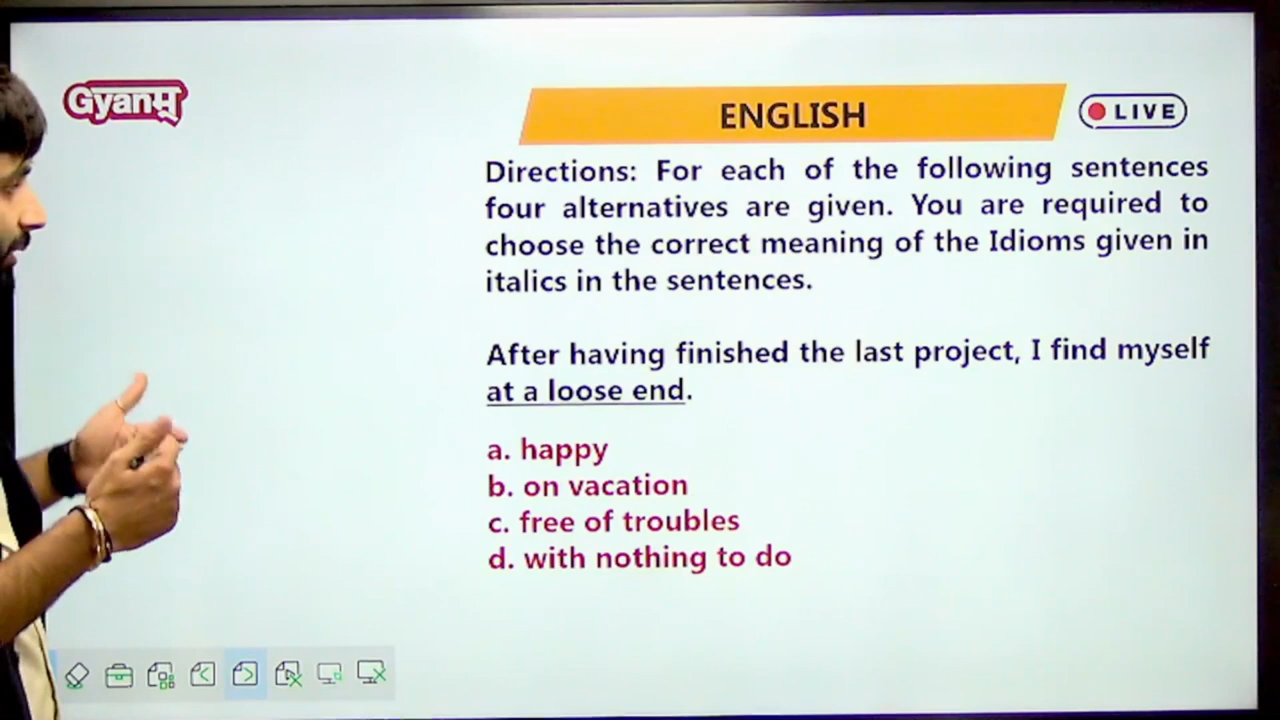 Gyanभू
ENGLISH
LIVE
Directions: For each of the following sentences
four alternatives are given. You are required to
choose the correct meaning of the Idioms given in
italics in the sentences.
After having finished the last project, I find myself
at a loose end.
a. happy
b. on vacation
c. free of troubles
d. with nothing to do